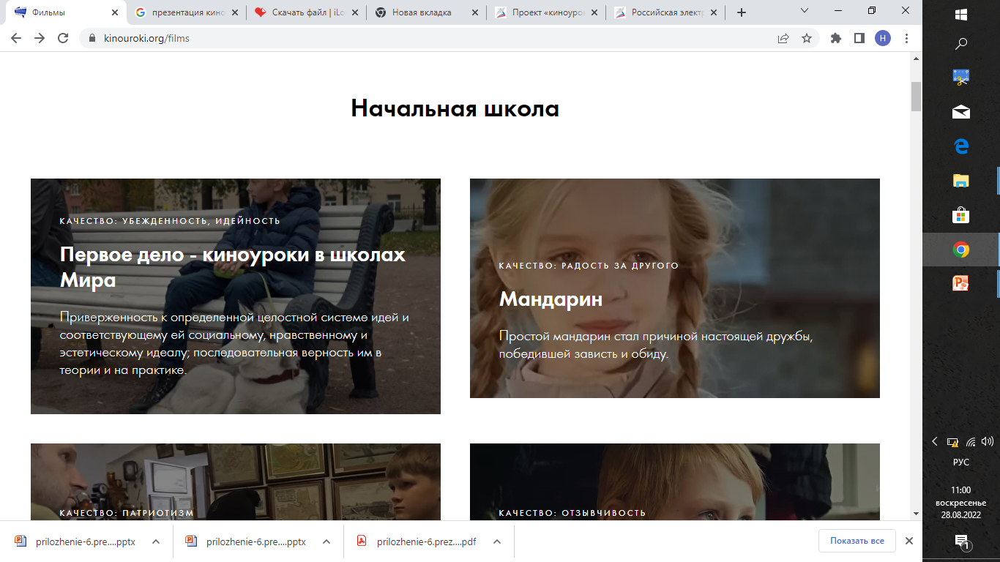 Фильмы
презентация кино
Скачать файл | iLo
Новая вкладка
Проект «киноурок
Российская электр
kinouroki.org/films
Н
Начальная школа
КАЧЕСТВО: УБЕЖДЕННОСТЬ, ИДЕЙНОСТЬ
Первое дело - киноуроки в школах
Мира
Приверженность к определенной целостной системе идей и
соответствующему ей социальному, нравственному и
эстетическому идеалу; последовательная верность им в
теории и на практике.
КАЧЕСТВО: РАДОСТЬ ЗА ДРУГОГО
Мандарин
Простой мандарин стал причиной настоящей дружбы,
победившей зависть и обиду.
КАЧЕСТВО: ПАТРИОТИЗМ
КАЧЕСТВО: ОТЗЫВЧИВОСТЬ
prilozhenie-6.pre....pptx
prilozhenie-6.pre....pptx
prilozhenie-6.prez....pdf
Показать все
РУС
11:00
воскресенье
28.08.2022
1